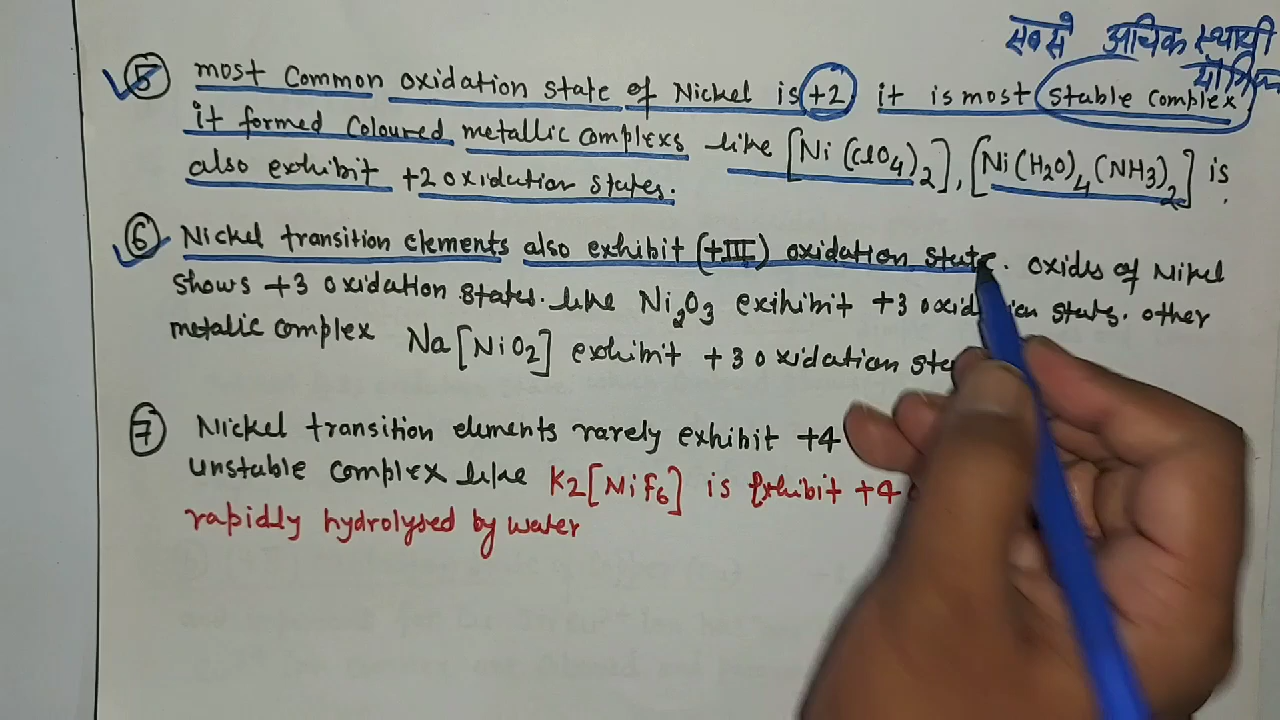 सबसे अधिक स्थायी
यौगिक
⑤ most common oxidation state of Nickel is +2 it is most stable complex
it formed coloured metallic complexs like [Ni(ClO4)2], [Ni(H2O)4(NH3)2] is
also exhibit +2 oxidation states.
⑥ Nickel transition elements also exhibit (+III) oxidation state. oxides of Nikel
shows +3 oxidation states. like Ni2O3 exihibit +3 states. other
metalic complex Na[NiO2] exhibit +3 oxidation
⑦ Nickel transition elements rarely exhibit +4
unstable complex like K2[NiF6] is Exhibit +4
rapidly hydrolysed by water